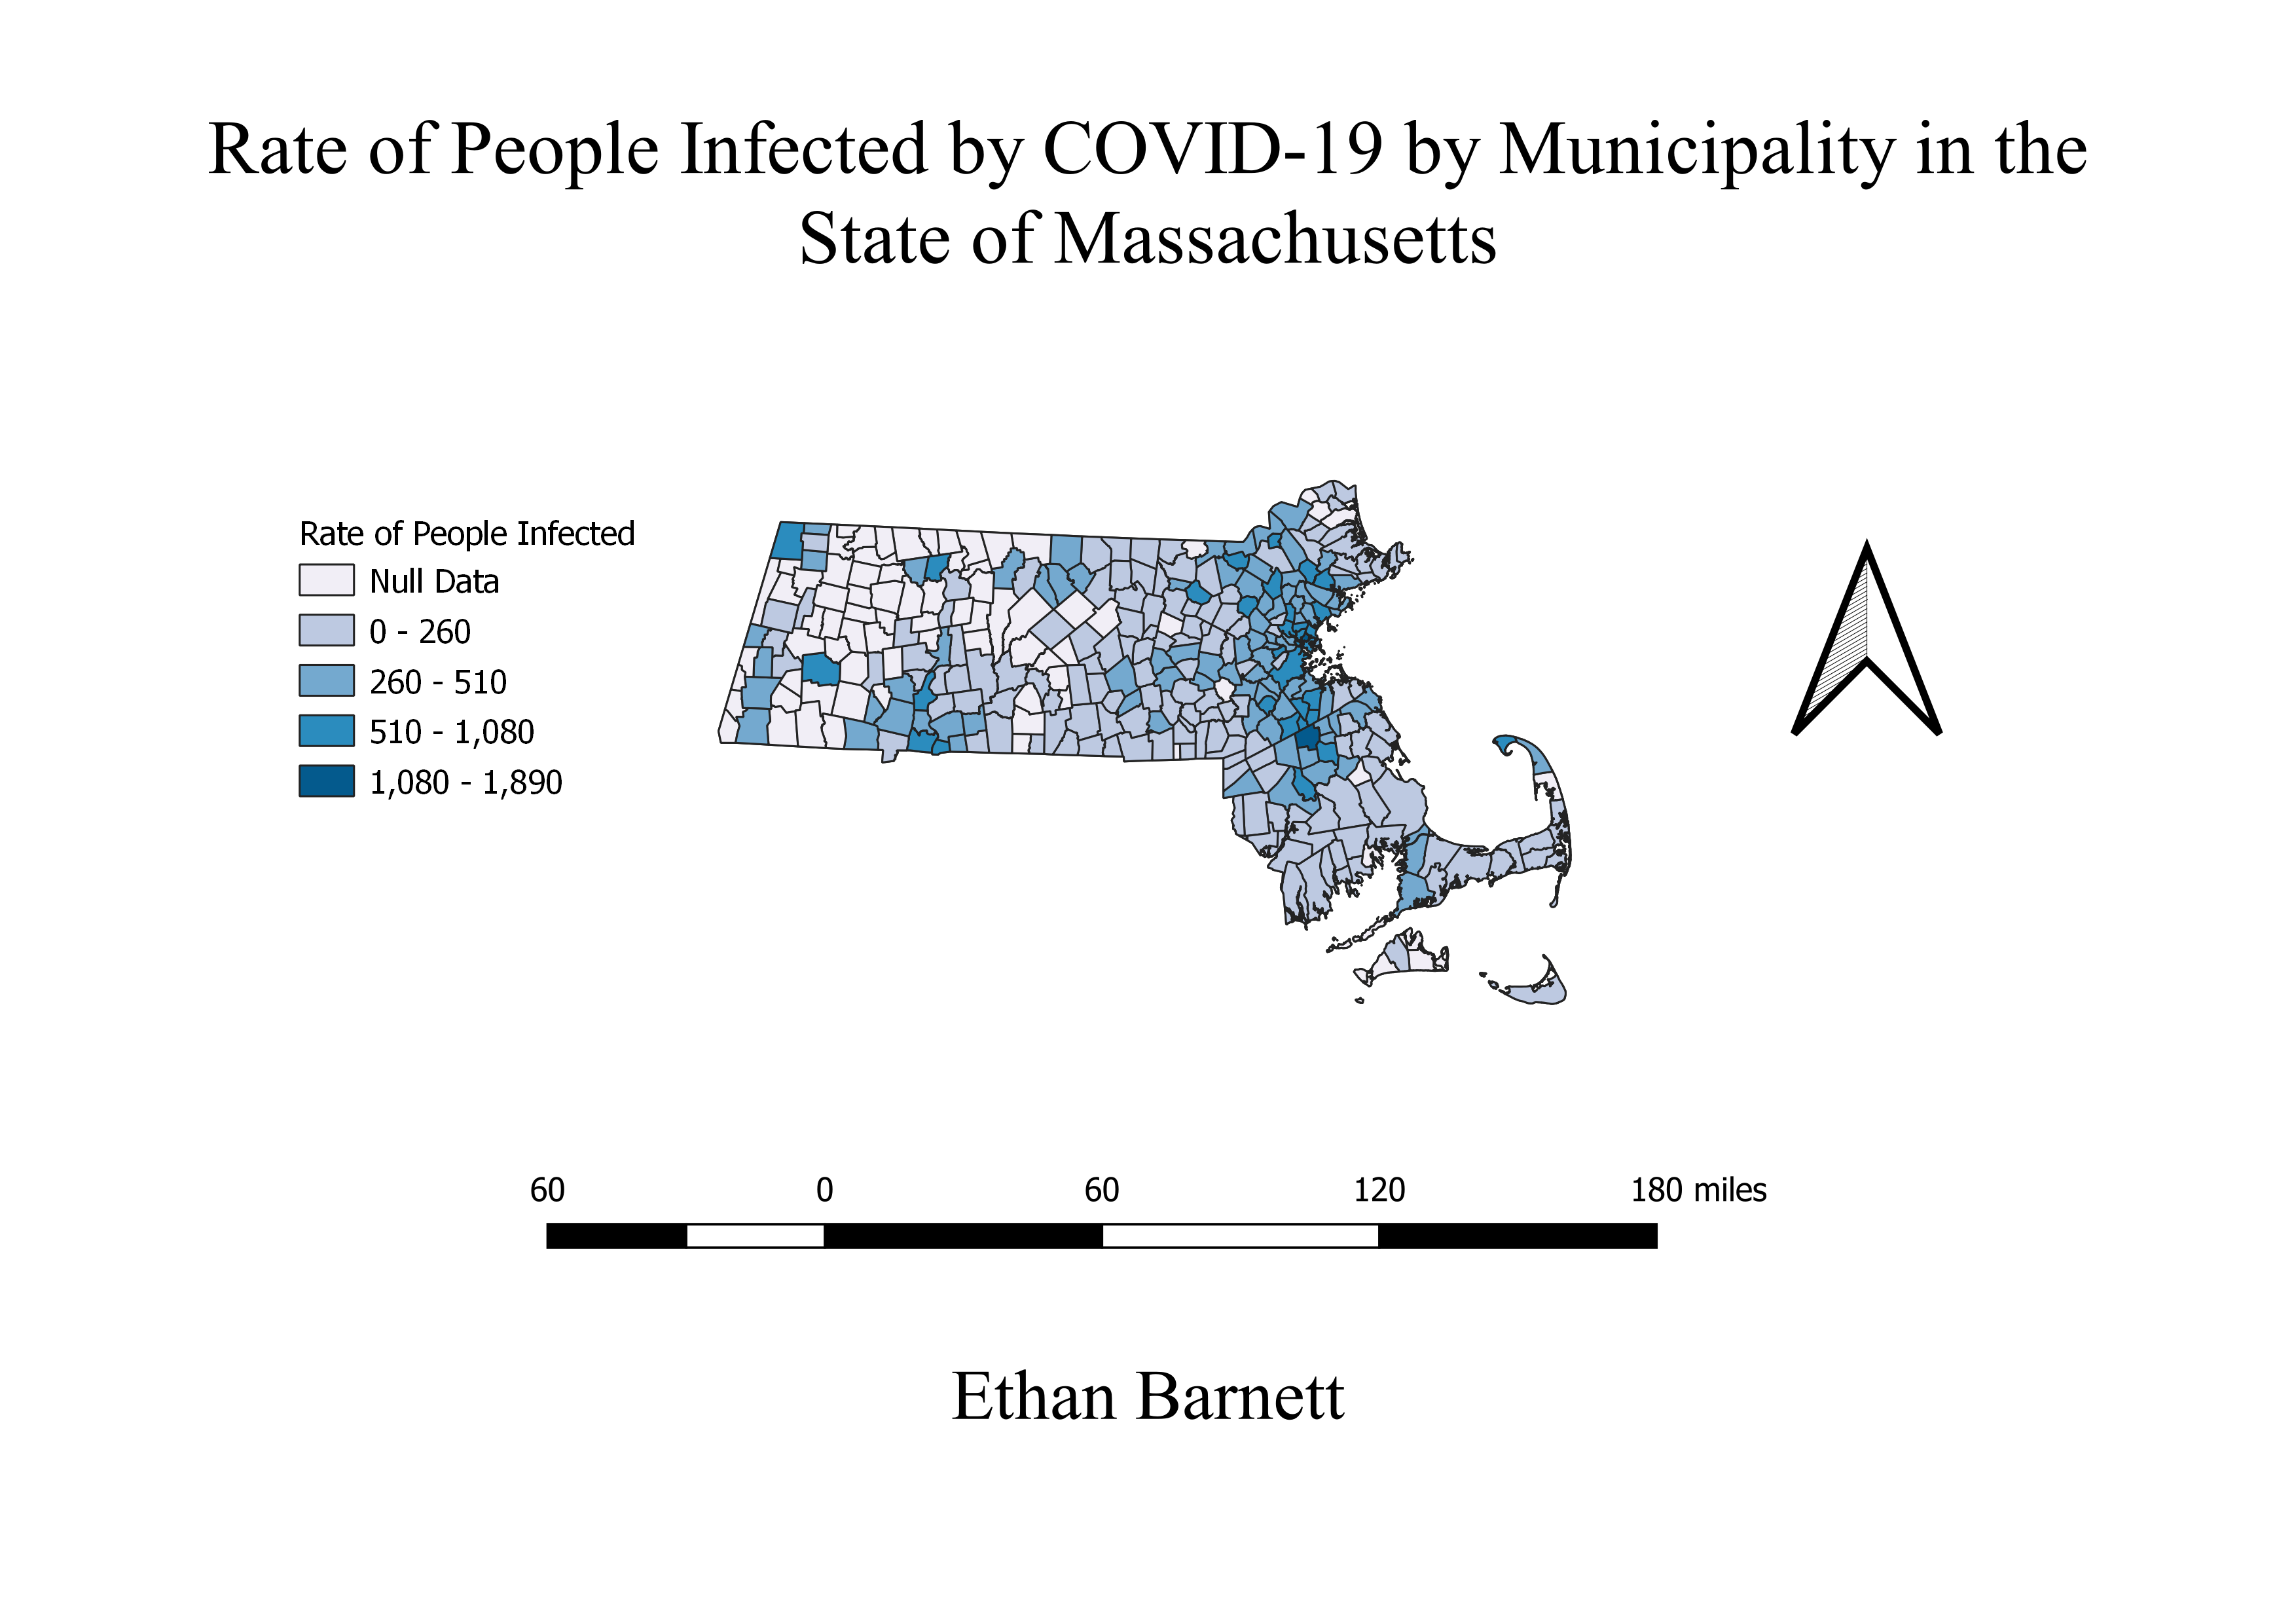 Rate of People Infected by COVID-19 by Municipality in the
State of Massachusetts
Rate of People Infected
Null Data
0 - 260
260 - 510
510 - 1,080
1,080 - 1,890
60 0 60 120 180 miles
Ethan Barnett